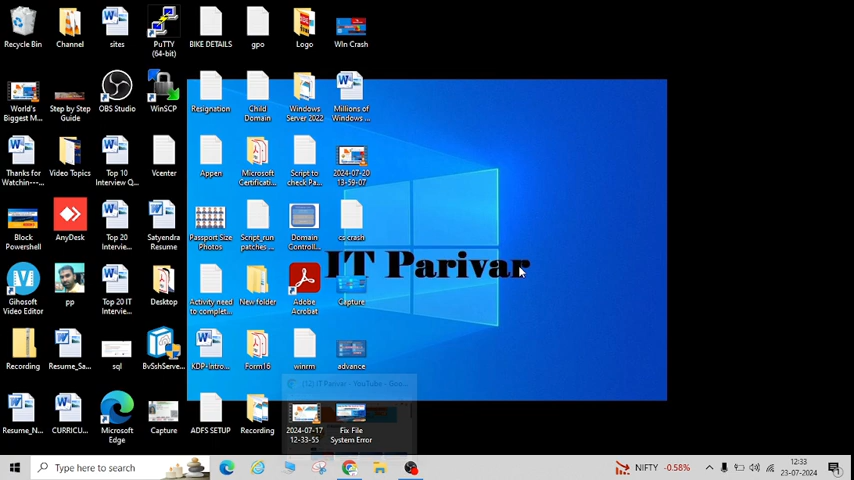 Recycle Bin
Channel
sites
PuTTY
(64-bit)
BIKE DETAILS
gpo
Logo
Win Crash
World's
Biggest M...
Step by Step
Guide
OBS Studio
WinSCP
Resignation
Child
Domain
Windows
Server 2022
Millions of
Windows ...
Thanks for
Watchin---...
Video Topics
Top 10
Interview Q...
Vcenter
Appen
Microsoft
Certificati...
Script to
check Pa...
2024-07-20
13-59-07
Block
Powershell
AnyDesk
Top 20
Intervie...
Satyendra
Resume
Passport Size
Photos
Script_run
patches ...
Domain
Controll...
cs crash
IT Parivar
Gihosoft
Video Editor
pp
Top 20 IT
Intervie...
Desktop
Activity need
to complet...
New folder
Adobe
Acrobat
Capture
Recording
Resume_Sa...
sql
BvSshServe...
KDP-intro...
Form16
winrm
advance
(12) IT Parivar - YouTube - Goo...
Resume_N...
CURRICU...
Microsoft
Edge
Capture
ADFS SETUP
Recording
2024-07-17
12-33-55
Fix File
System Error
Type here to search
NIFTY -0.58%
12:33
23-07-2024